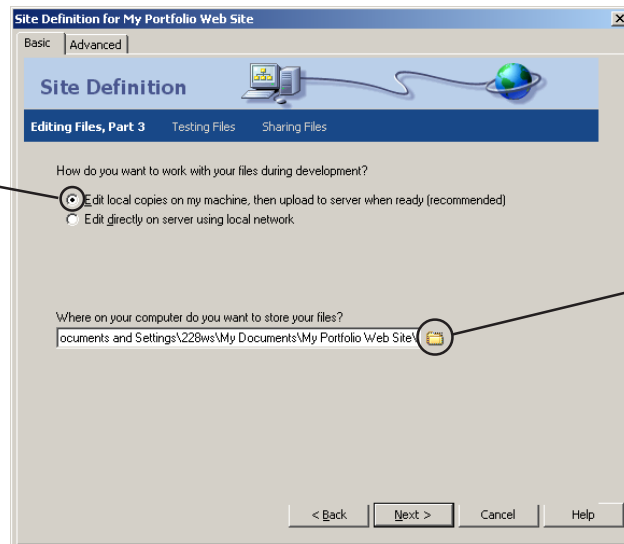 Site Definition for My Portfolio Web Site
Basic Advanced
Site Definition
Editing Files, Part 3 Testing Files Sharing Files
How do you want to work with your files during development?
Edit local copies on my machine, then upload to server when ready (recommended)
Edit directly on server using local network
Where on your computer do you want to store your files?
ocuments and Settings\228ws\My Documents\My Portfolio Web Site\
< Back Next > Cancel Help